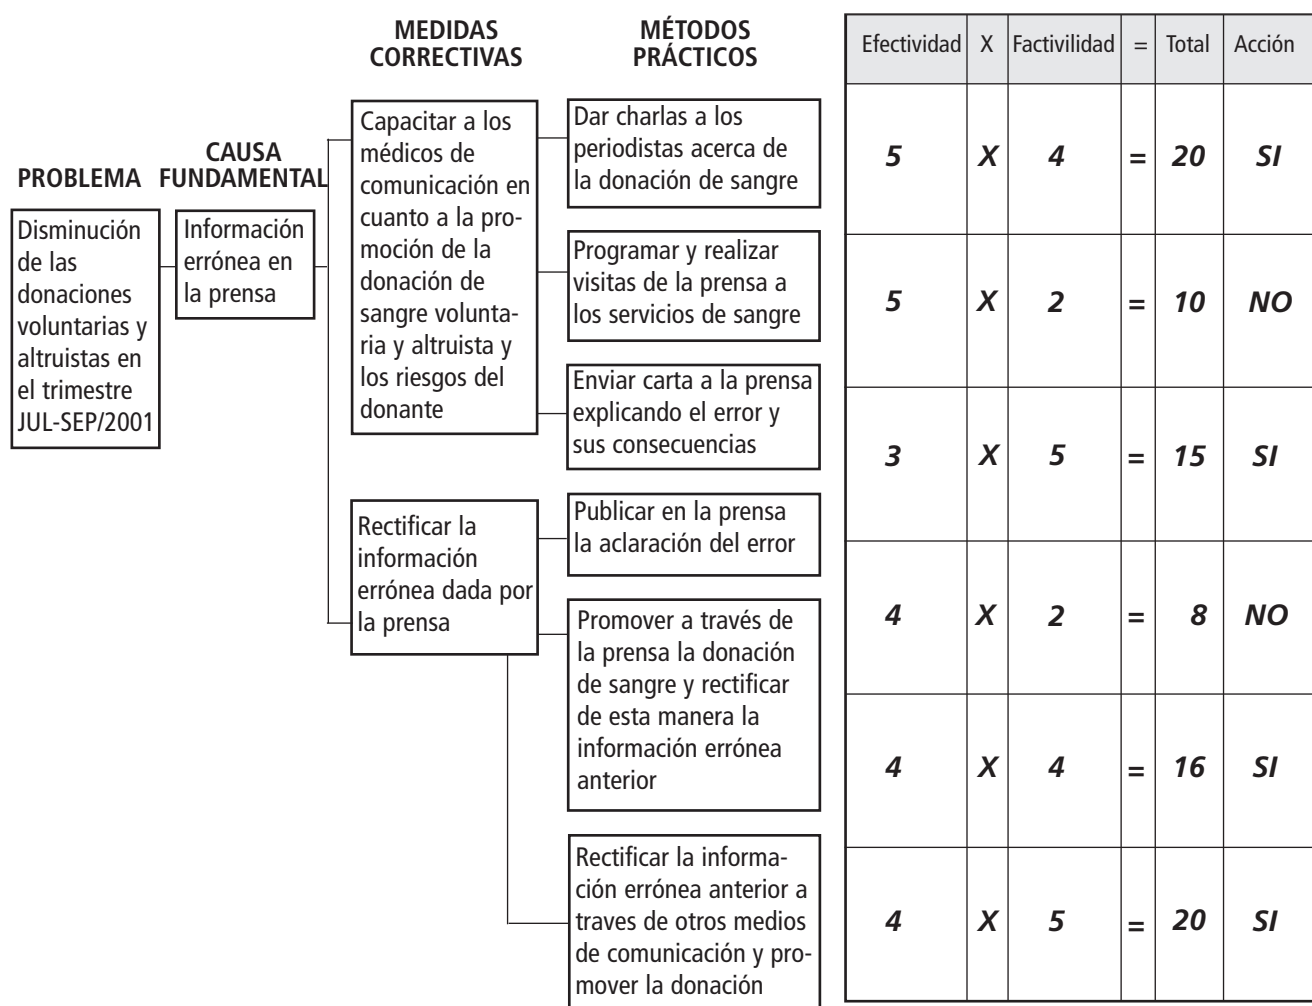 PROBLEMA
Disminución
de las
donaciones
voluntarias y
altruistas en
el trimestre
JUL-SEP/2001
CAUSA
FUNDAMENTAL
Información
errónea en
la prensa
MEDIDAS
CORRECTIVAS
Capacitar a los
médicos de
comunicación en
cuanto a la pro-
moción de la
donación de
sangre volunta-
ria y altruista y
los riesgos del
donante
Rectificar la
información
errónea dada por
la prensa
MÉTODOS
PRÁCTICOS
Dar charlas a los
periodistas acerca de
la donación de sangre
Programar y realizar
visitas de la prensa a
los servicios de sangre
Enviar carta a la prensa
explicando el error y
sus consecuencias
Publicar en la prensa
la aclaración del error
Promover a través de
la prensa la donación
de sangre y rectificar
de esta manera la
información errónea
anterior
Rectificar la informa-
ción errónea anterior a
traves de otros medios
de comunicación y pro-
mover la donación
Efectividad X Factivilidad = Total Acción
5 X 4 = 20 SI
5 X 2 = 10 NO
3 X 5 = 15 SI
4 X 2 = 8 NO
4 X 4 = 16 SI
4 X 5 = 20 SI